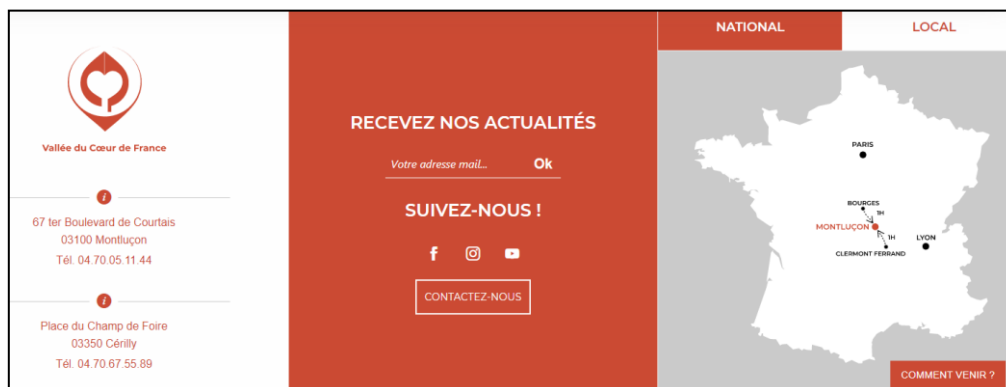 Vallée du Cœur de France
i
67 ter Boulevard de Courtais
03100 Montluçon
Tél. 04.70.05.11.44
i
Place du Champ de Foire
03350 Cérilly
Tél. 04.70.67.55.89
RECEVEZ NOS ACTUALITÉS
Votre adresse mail... Ok
SUIVEZ-NOUS !
CONTACTEZ-NOUS
NATIONAL LOCAL
PARIS
BOURGES
1H
MONTLUÇON
1H
LYON
CLERMONT FERRAND
COMMENT VENIR ?